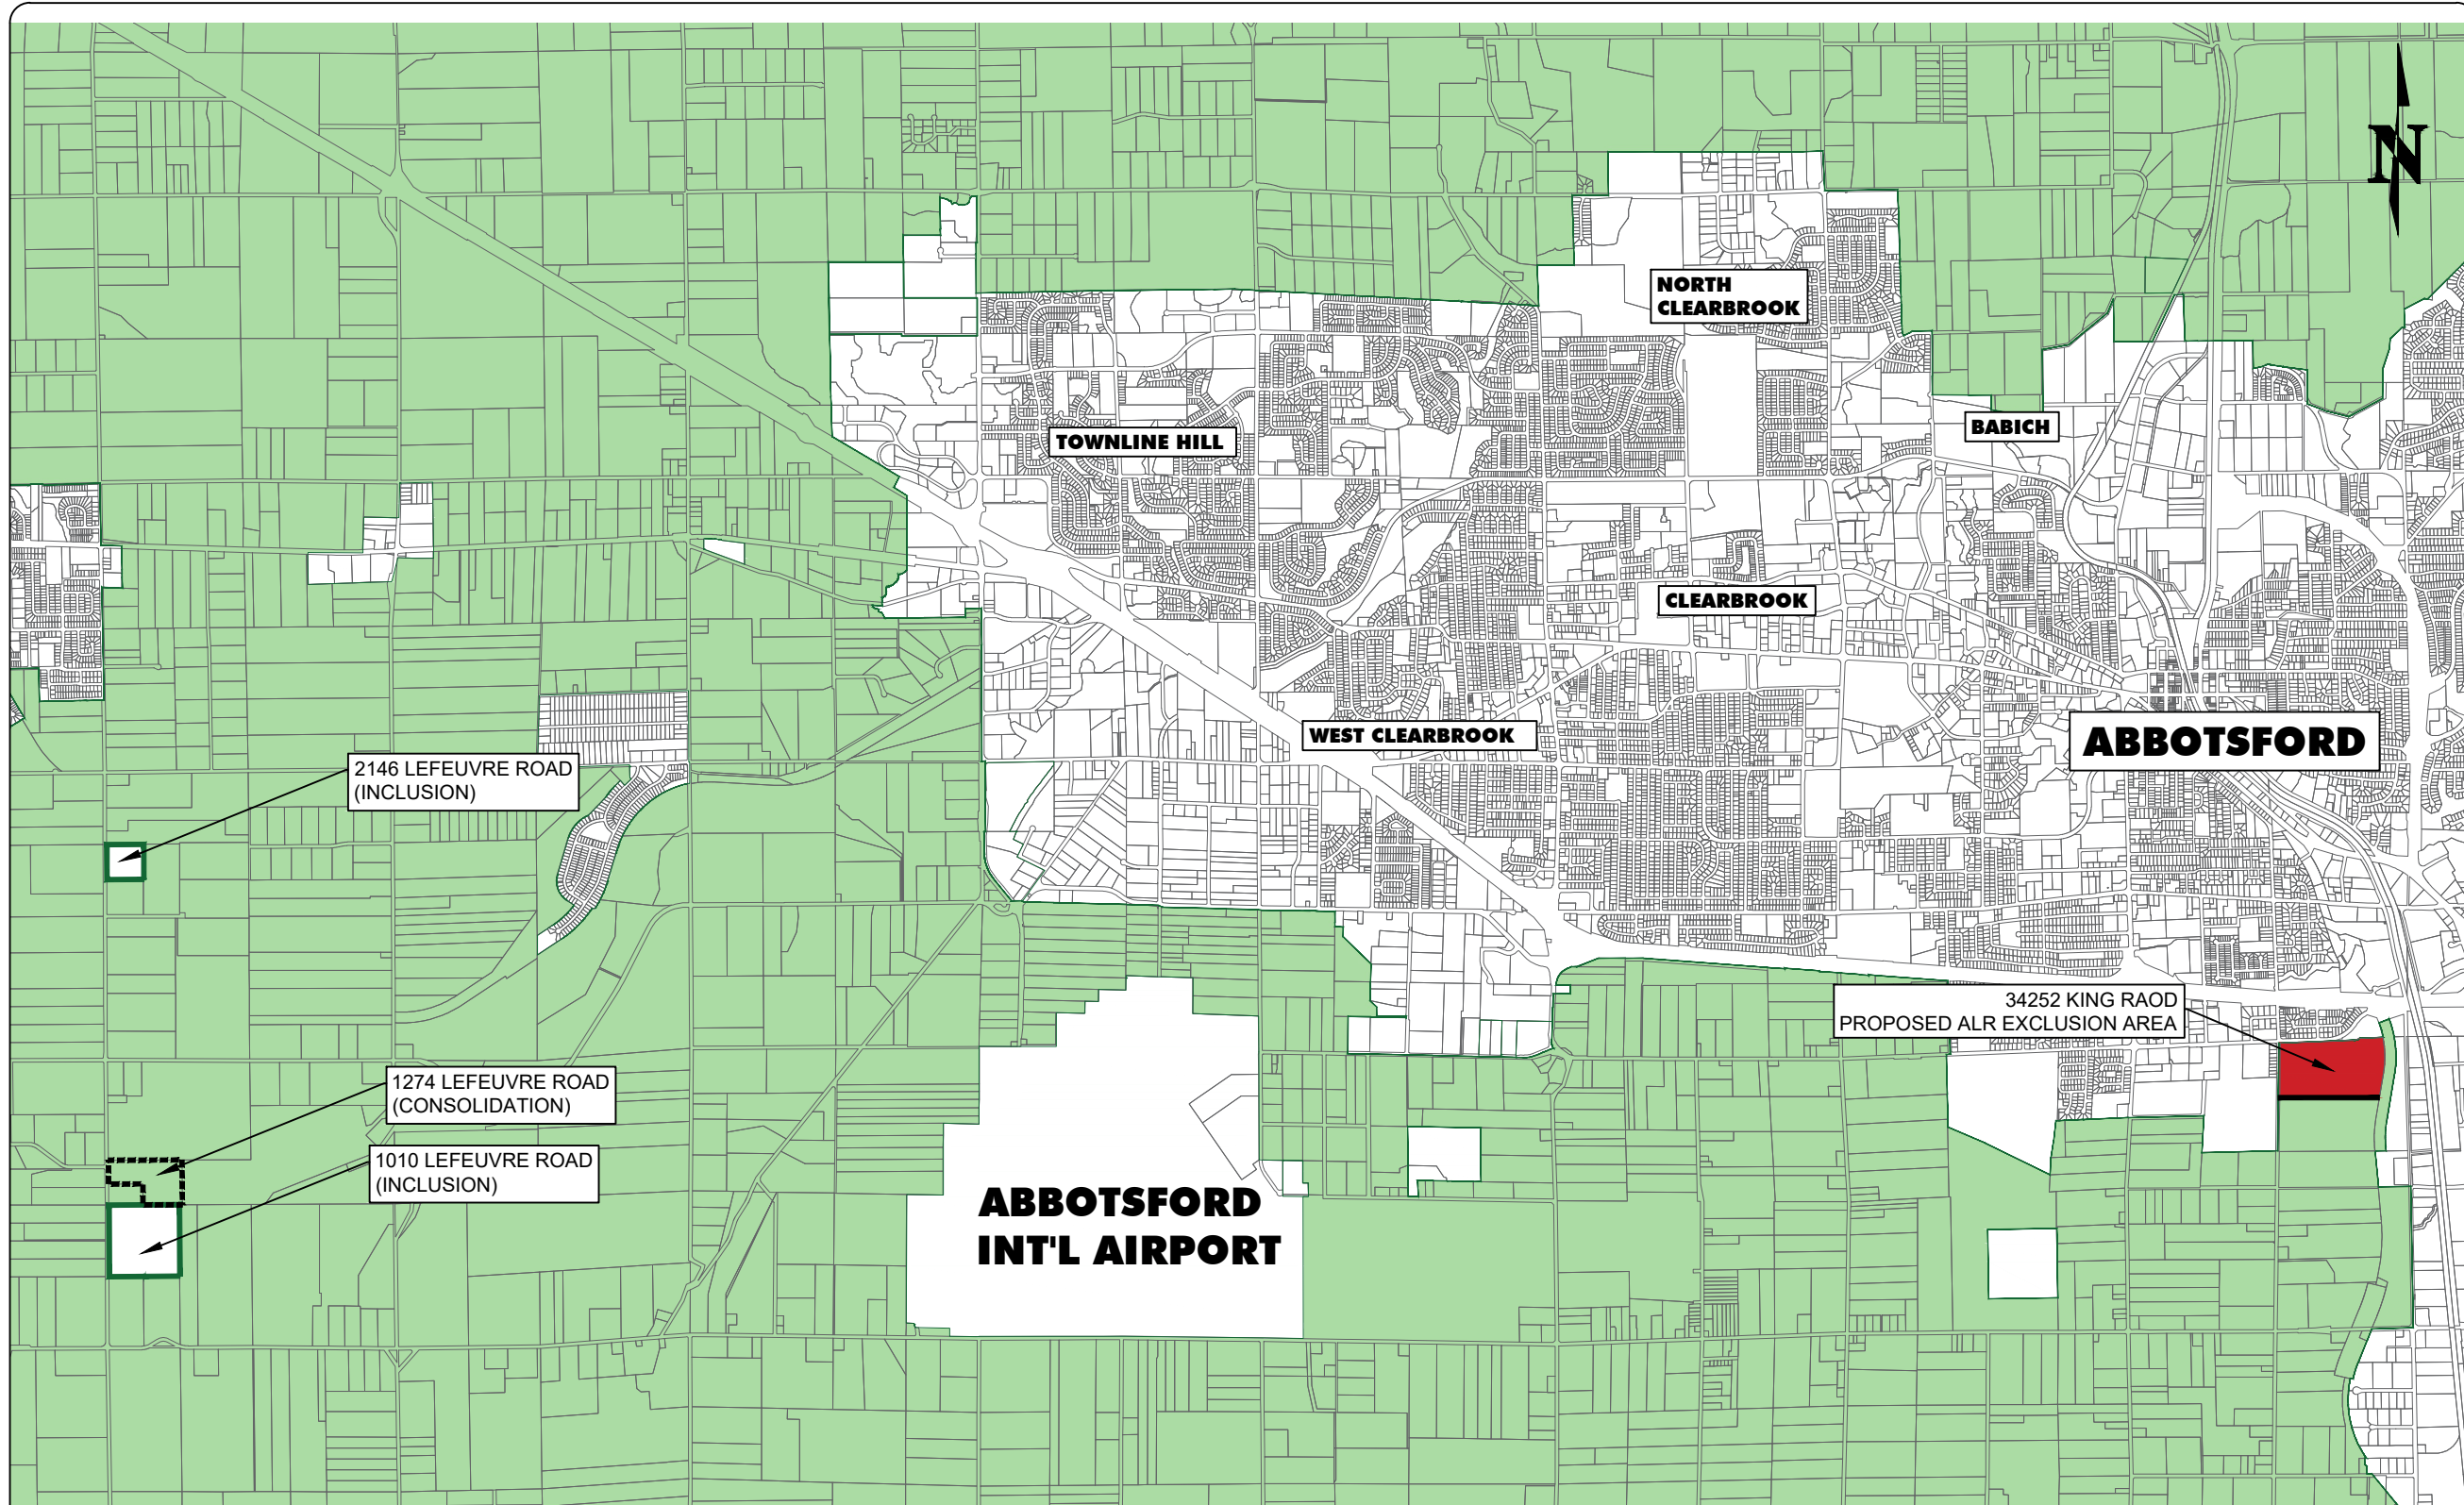 N
NORTH
CLEARBROOK
BABICH
TOWNLINE HILL
CLEARBROOK
WEST CLEARBROOK
ABBOTSFORD
2146 LEFEUVRE ROAD
(INCLUSION)
34252 KING RAOD
PROPOSED ALR EXCLUSION AREA
1274 LEFEUVRE ROAD
(CONSOLIDATION)
1010 LEFEUVRE ROAD
(INCLUSION)
ABBOTSFORD
INT'L AIRPORT